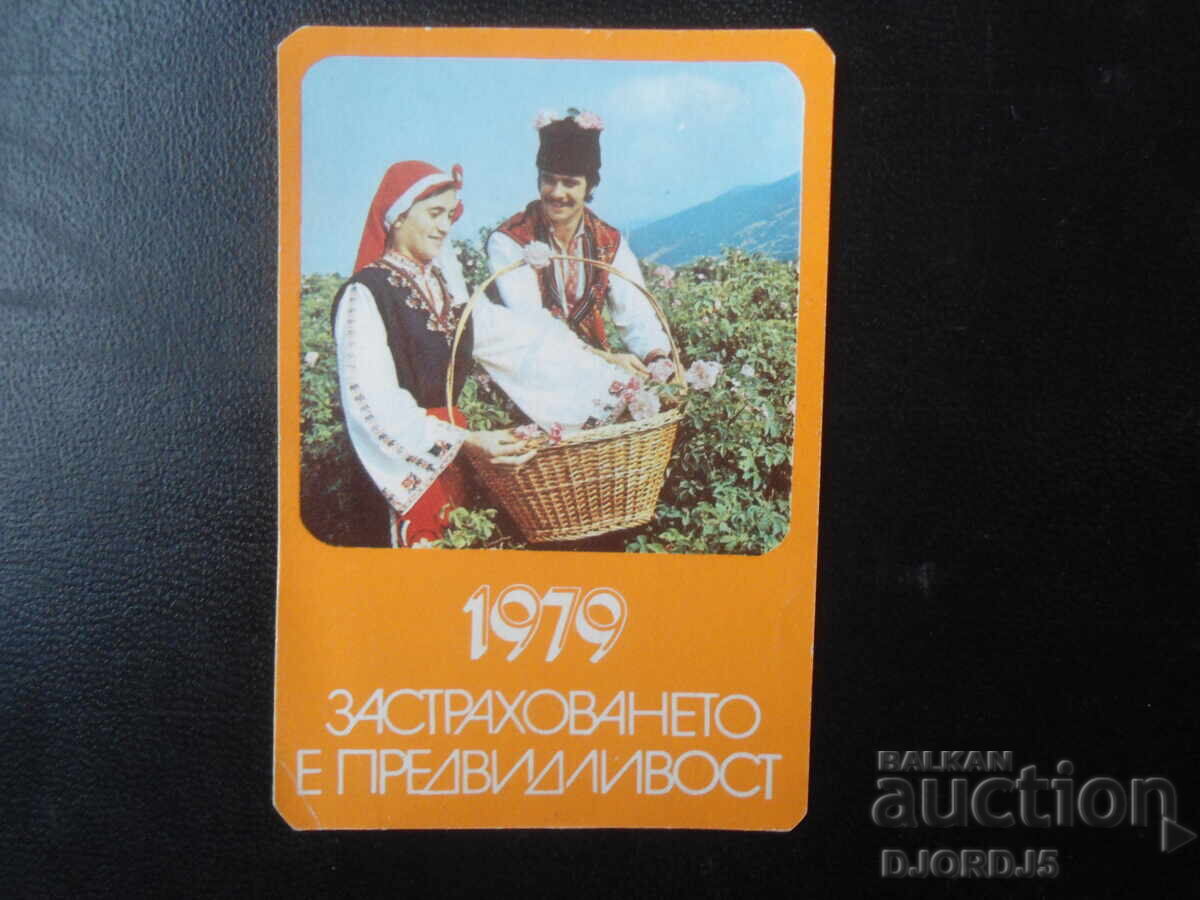 1979
ЗАСТРАХОВАНЕТО
Е ПРЕДВИДЛИВОСТ
BALKAN
auction
DJORDJ5